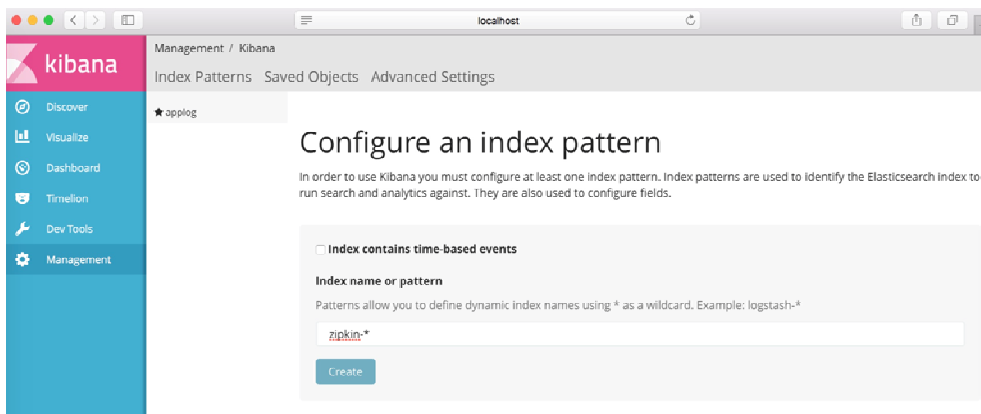 localhost
kibana
Management / Kibana
Index Patterns Saved Objects Advanced Settings
Discover
Visualize
Dashboard
Timelion
Dev Tools
Management
applog
Configure an index pattern
In order to use Kibana you must configure at least one index pattern. Index patterns are used to identify the Elasticsearch index to
run search and analytics against. They are also used to configure fields.
Index contains time-based events
Index name or pattern
Patterns allow you to define dynamic index names using * as a wildcard. Example: logstash-*
zipkin-*
Create